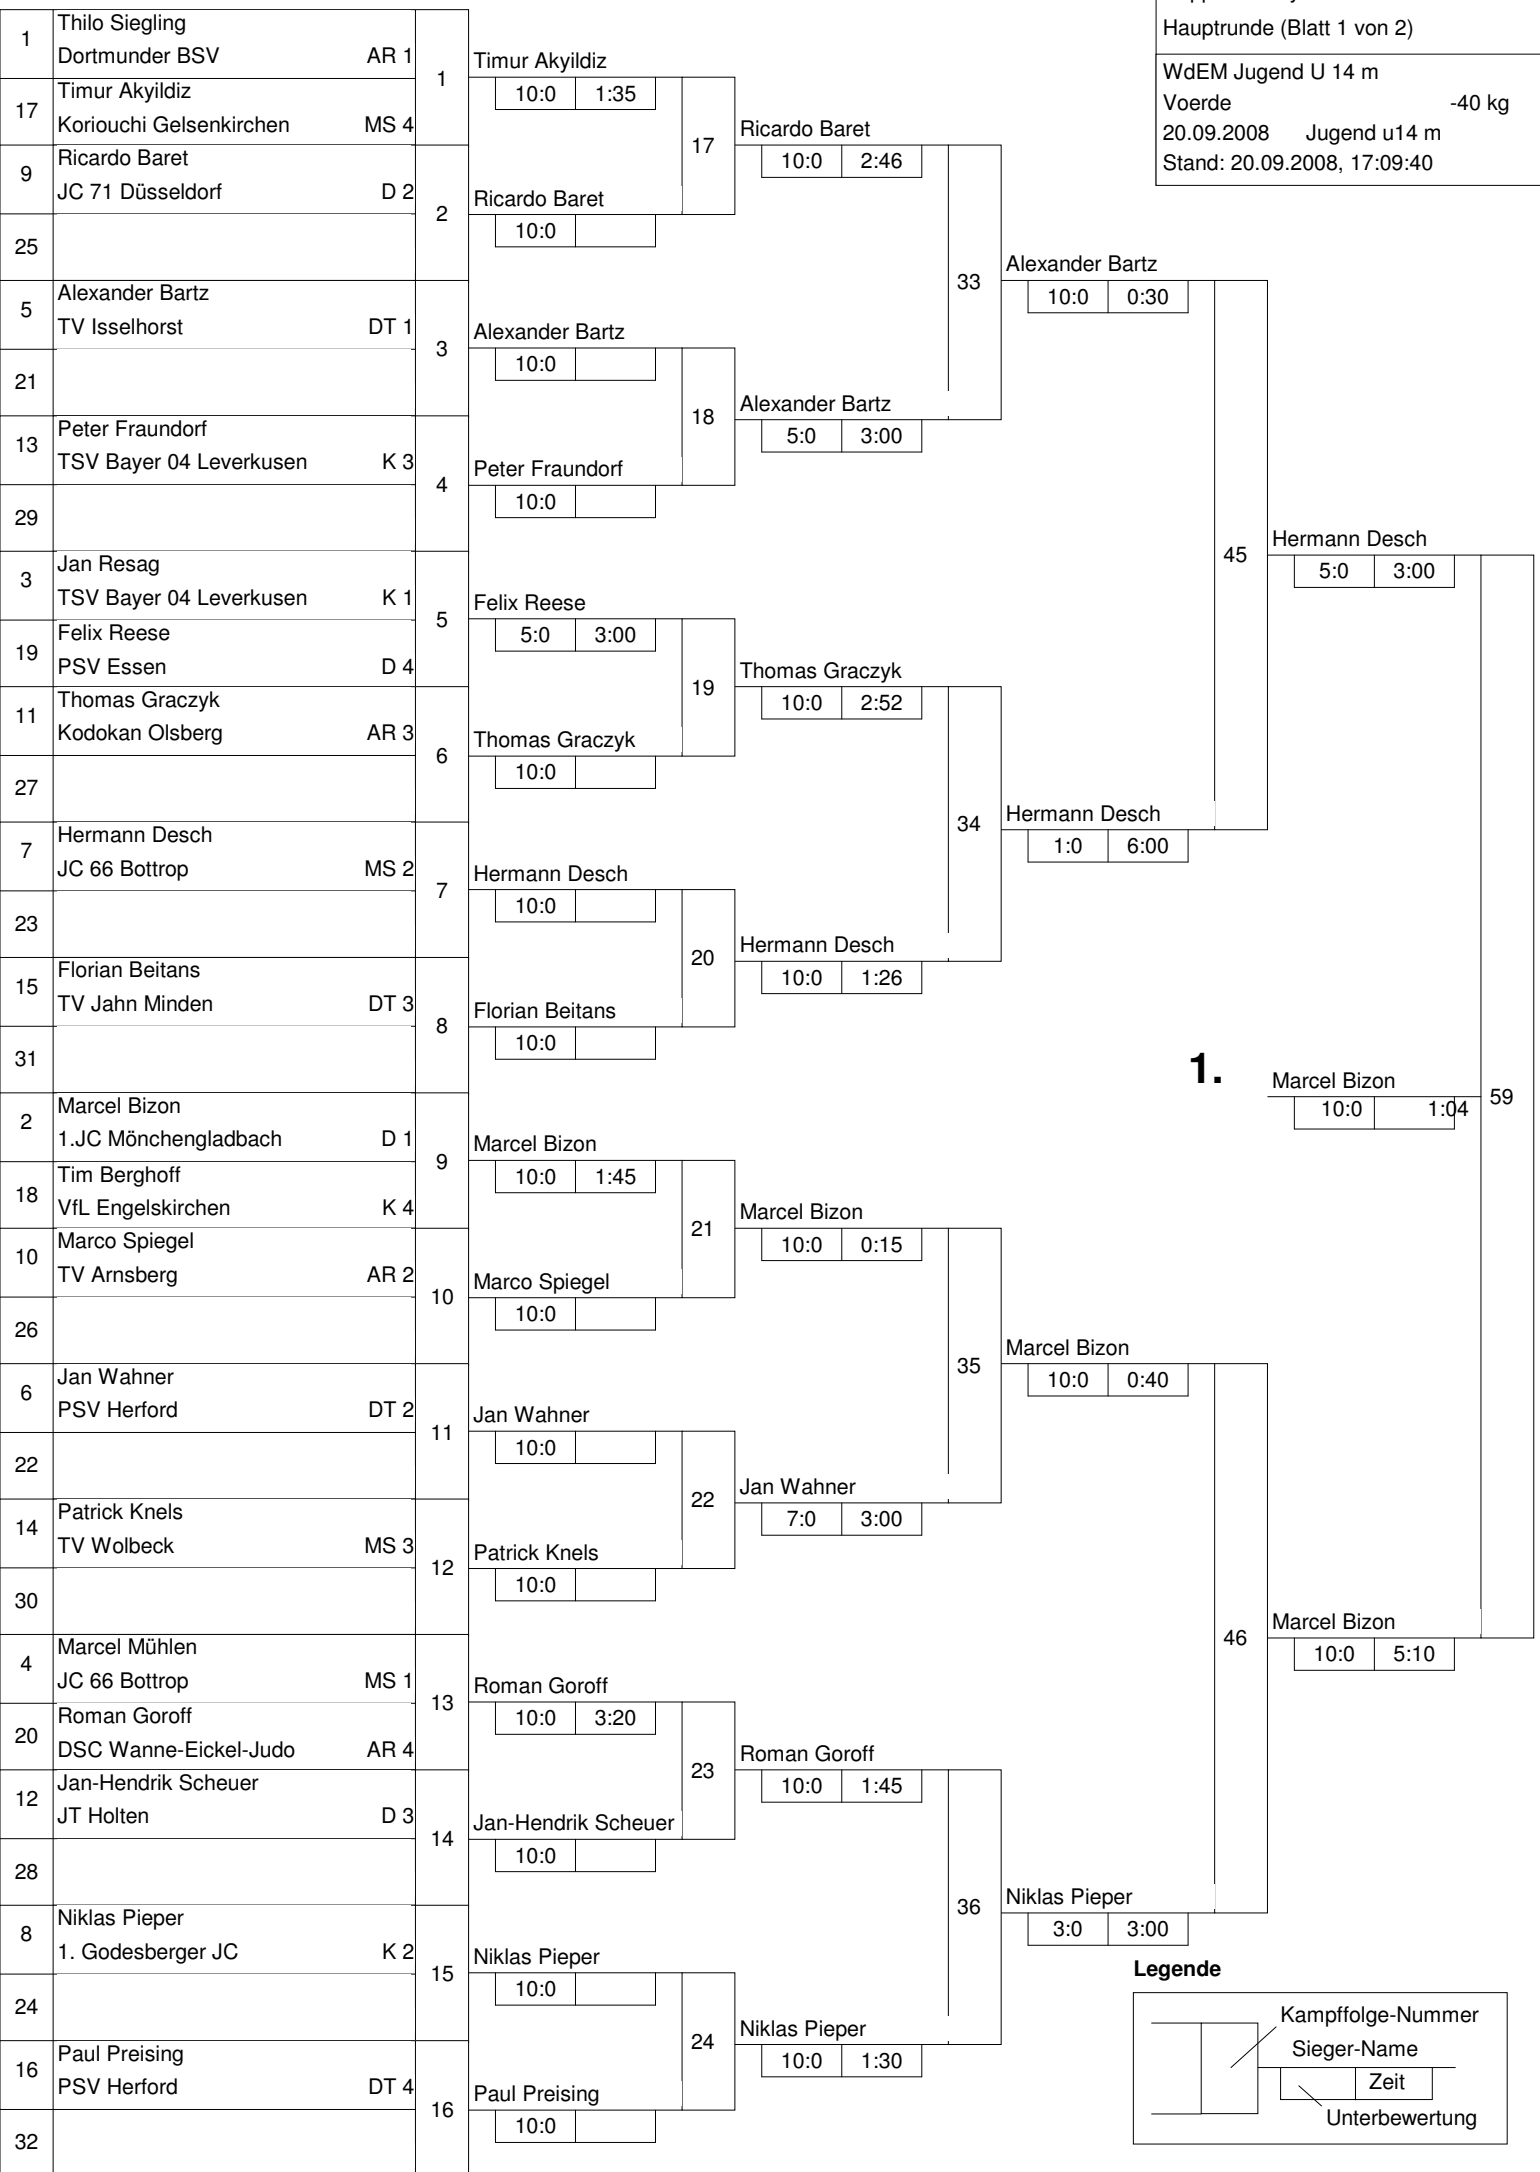 Hauptrunde (Blatt 1 von 2)
WdEM Jugend U 14 m
Voerde -40 kg
20.09.2008 Jugend u14 m
Stand: 20.09.2008, 17:09:40
1 Thilo Siegling
Dortmunder BSV AR 1
17 Timur Akyildiz
Koriouchi Gelsenkirchen MS 4
9 Ricardo Baret
JC 71 Düsseldorf D 2
25
5 Alexander Bartz
TV Isselhorst DT 1
21
13 Peter Fraundorf
TSV Bayer 04 Leverkusen K 3
29
3 Jan Resag
TSV Bayer 04 Leverkusen K 1
19 Felix Reese
PSV Essen D 4
11 Thomas Graczyk
Kodokan Olsberg AR 3
27
7 Hermann Desch
JC 66 Bottrop MS 2
23
15 Florian Beitans
TV Jahn Minden DT 3
31
2 Marcel Bizon
1.JC Mönchengladbach D 1
18 Tim Berghoff
VfL Engelskirchen K 4
10 Marco Spiegel
TV Arnsberg AR 2
26
6 Jan Wahner
PSV Herford DT 2
22
14 Patrick Knels
TV Wolbeck MS 3
30
4 Marcel Mühlen
JC 66 Bottrop MS 1
20 Roman Goroff
DSC Wanne-Eickel-Judo AR 4
12 Jan-Hendrik Scheuer
JT Holten D 3
28
8 Niklas Pieper
1. Godesberger JC K 2
24
16 Paul Preising
PSV Herford DT 4
32
1 Timur Akyildiz
10:0 1:35
2 Ricardo Baret
10:0
3 Alexander Bartz
10:0
4 Peter Fraundorf
10:0
5 Felix Reese
5:0 3:00
6 Thomas Graczyk
10:0
7 Hermann Desch
10:0
8 Florian Beitans
10:0
9 Marcel Bizon
10:0 1:45
10 Marco Spiegel
10:0
11 Jan Wahner
10:0
12 Patrick Knels
10:0
13 Roman Goroff
10:0 3:20
14 Jan-Hendrik Scheuer
10:0
15 Niklas Pieper
10:0
16 Paul Preising
10:0
17 Ricardo Baret
10:0 2:46
18 Alexander Bartz
5:0 3:00
19 Thomas Graczyk
10:0 2:52
20 Hermann Desch
10:0 1:26
21 Marcel Bizon
10:0 0:15
22 Jan Wahner
7:0 3:00
23 Roman Goroff
10:0 1:45
24 Niklas Pieper
10:0 1:30
33 Alexander Bartz
10:0 0:30
34 Hermann Desch
1:0 6:00
35 Marcel Bizon
10:0 0:40
36 Niklas Pieper
3:0 3:00
45 Hermann Desch
5:0 3:00
46 Marcel Bizon
10:0 5:10
1. Marcel Bizon 59
10:0 1:04
Legende
Kampffolge-Nummer
Sieger-Name
Zeit
Unterbewertung